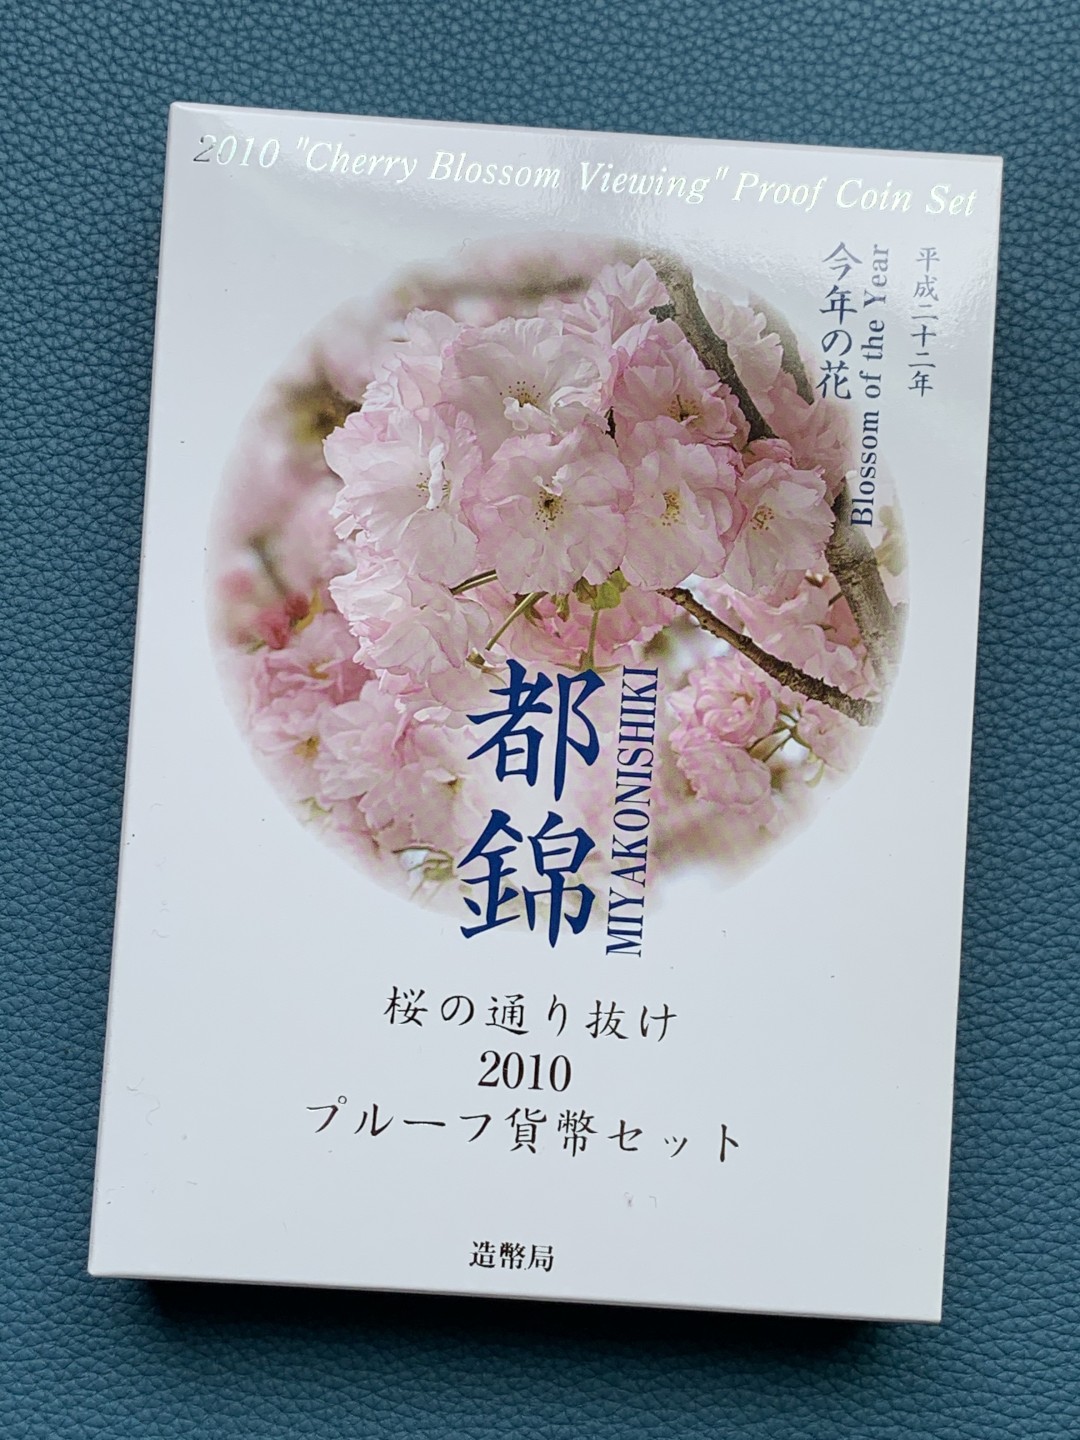 2010 "Cherry Blossom Viewing" Proof Coin Set
平成二十二年
Blossom of the Year
今年の花
都錦
MIYAKONISHIKI
桜の通り抜け
2010
プルーフ貨幣セット
造幣局